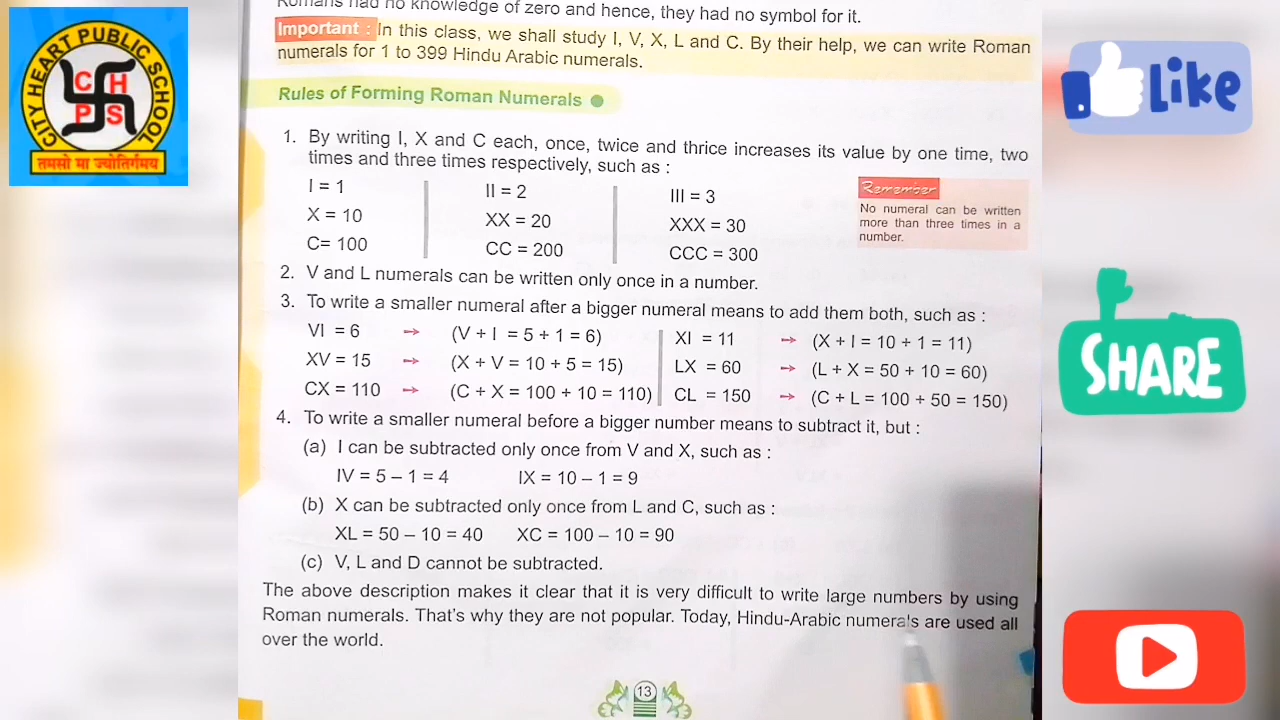 Romans had no knowledge of zero and hence, they had no symbol for it.
Important : In this class, we shall study I, V, X, L and C. By their help, we can write Roman
numerals for 1 to 399 Hindu Arabic numerals.
Rules of Forming Roman Numerals
1. By writing I, X and C each, once, twice and thrice increases its value by one time, two
times and three times respectively, such as :
I = 1 II = 2 III = 3
X = 10 XX = 20 XXX = 30
C= 100 CC = 200 CCC = 300
Remember
No numeral can be written
more than three times in a
number.
2. V and L numerals can be written only once in a number.
3. To write a smaller numeral after a bigger numeral means to add them both, such as :
VI = 6 ➙ (V + I = 5 + 1 = 6) XI = 11 ➙ (X + I = 10 + 1 = 11)
XV = 15 ➙ (X + V = 10 + 5 = 15) LX = 60 ➙ (L + X = 50 + 10 = 60)
CX = 110 ➙ (C + X = 100 + 10 = 110) CL = 150 ➙ (C + L = 100 + 50 = 150)
4. To write a smaller numeral before a bigger number means to subtract it, but :
(a) I can be subtracted only once from V and X, such as :
IV = 5 – 1 = 4 IX = 10 – 1 = 9
(b) X can be subtracted only once from L and C, such as :
XL = 50 – 10 = 40 XC = 100 – 10 = 90
(c) V, L and D cannot be subtracted.
The above description makes it clear that it is very difficult to write large numbers by using
Roman numerals. That's why they are not popular. Today, Hindu-Arabic numerals are used all
over the world.
13
CITY HEART PUBLIC SCHOOL
C H
P S
तमसो मा ज्योतिर्गमय
Like
SHARE